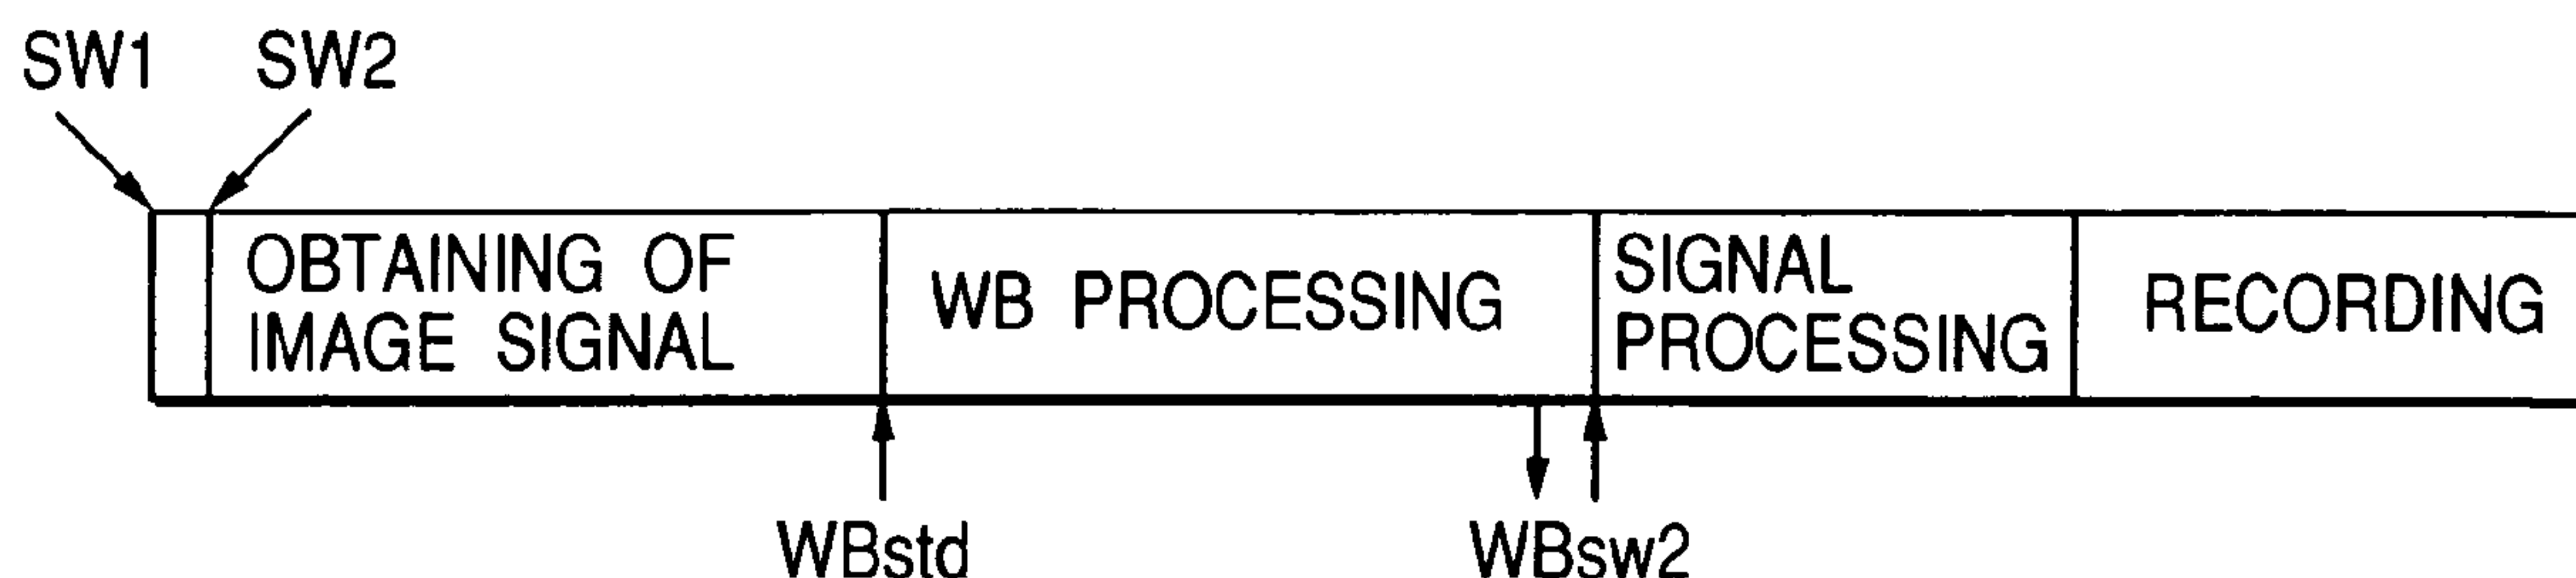 SW1 SW2
OBTAINING OF
IMAGE SIGNAL
WB PROCESSING
SIGNAL
PROCESSING
RECORDING
WBstd
WBsw2